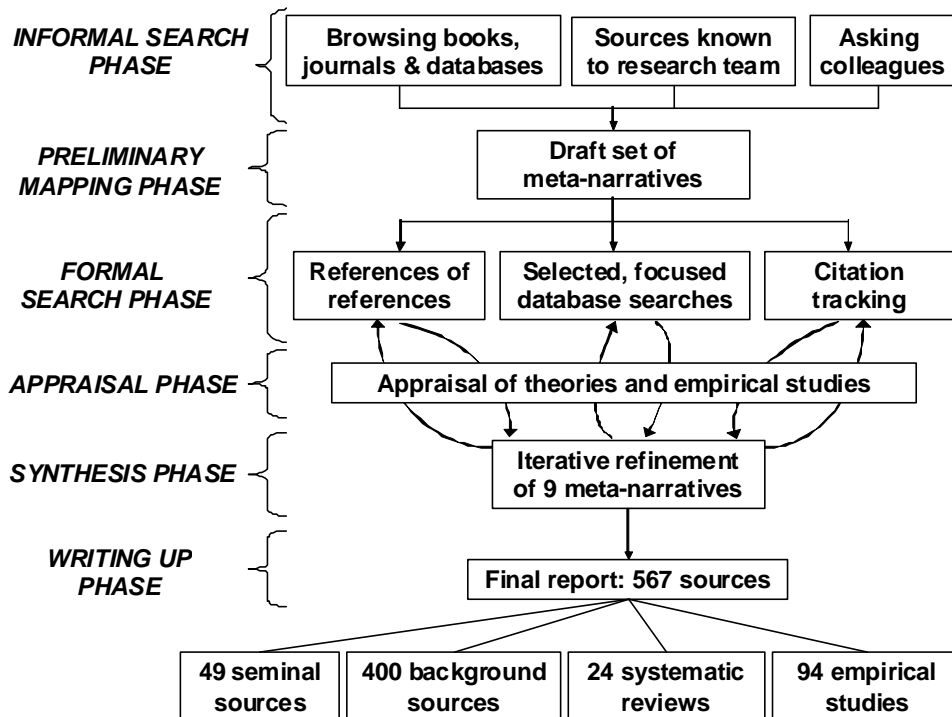 INFORMAL SEARCH
PHASE
Browsing books,
journals & databases
Sources known
to research team
Asking
colleagues
PRELIMINARY
MAPPING PHASE
Draft set of
meta-narratives
FORMAL
SEARCH PHASE
References of
references
Selected, focused
database searches
Citation
tracking
APPRAISAL PHASE
Appraisal of theories and empirical studies
SYNTHESIS PHASE
Iterative refinement
of 9 meta-narratives
WRITING UP
PHASE
Final report: 567 sources
49 seminal
sources
400 background
sources
24 systematic
reviews
94 empirical
studies